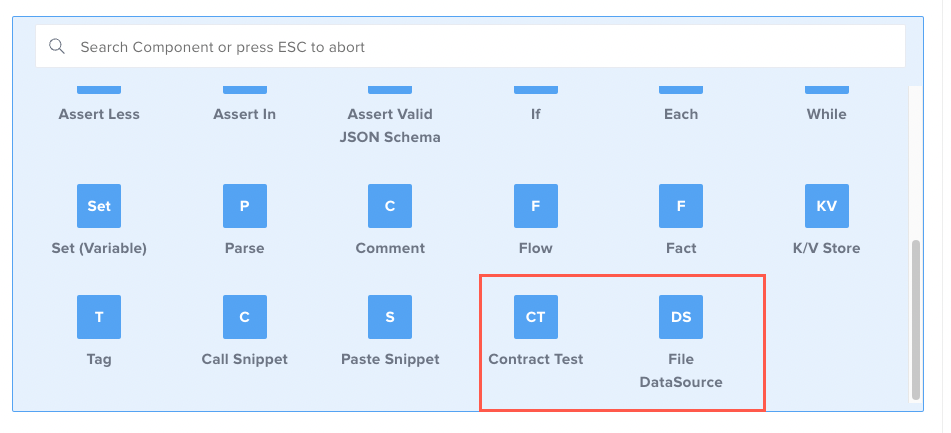 Search Component or press ESC to abort
Assert Less
Assert In
Assert Valid
JSON Schema
If
Each
While
Set
P
C
F
F
KV
Set (Variable)
Parse
Comment
Flow
Fact
K/V Store
T
C
S
CT
DS
Tag
Call Snippet
Paste Snippet
Contract Test
File
DataSource